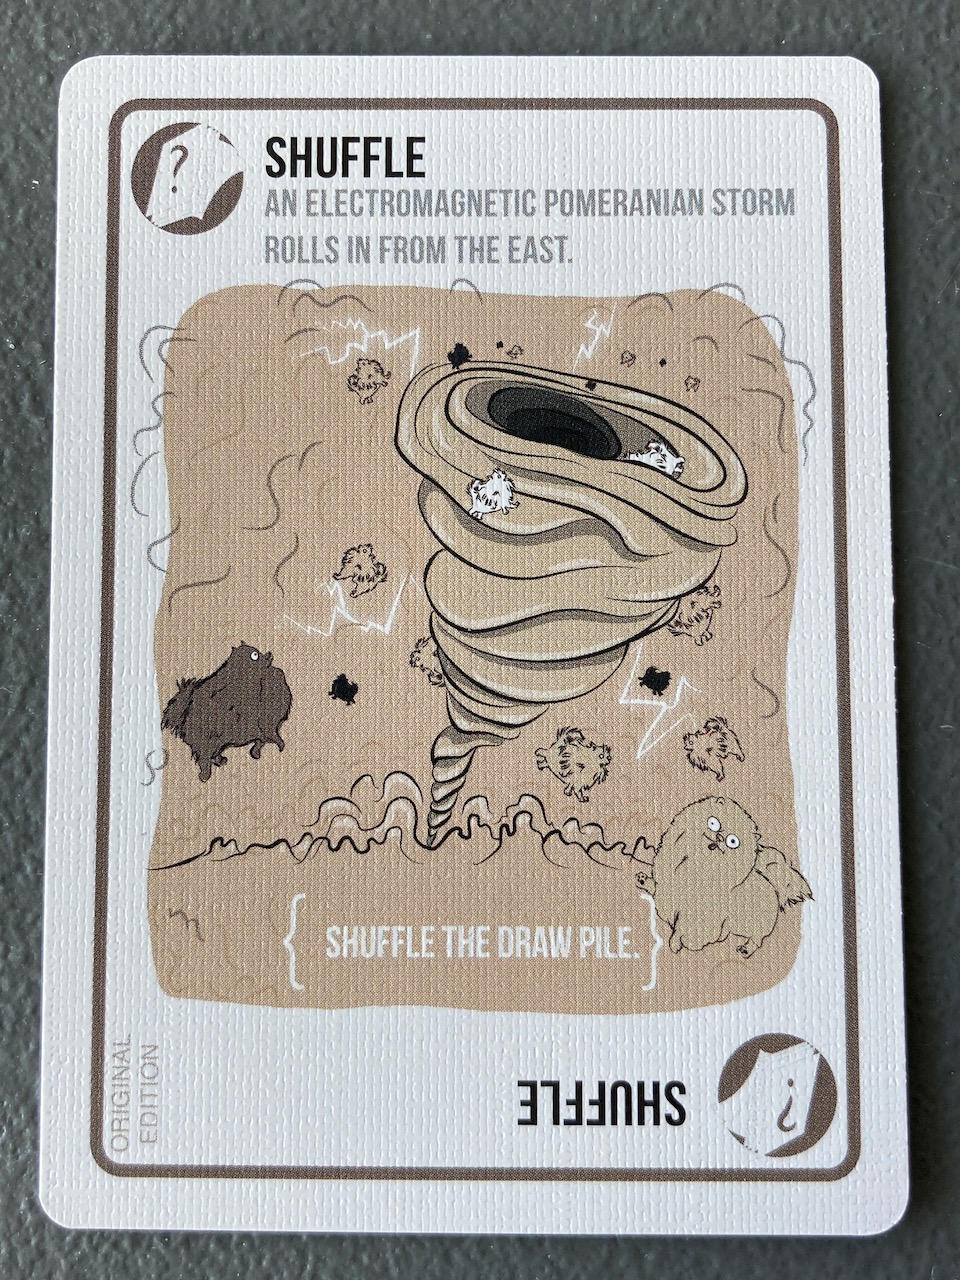 ?
SHUFFLE
AN ELECTROMAGNETIC POMERANIAN STORM
ROLLS IN FROM THE EAST.
{ SHUFFLE THE DRAW PILE. }
ORIGINAL
EDITION
SHUFFLE
?